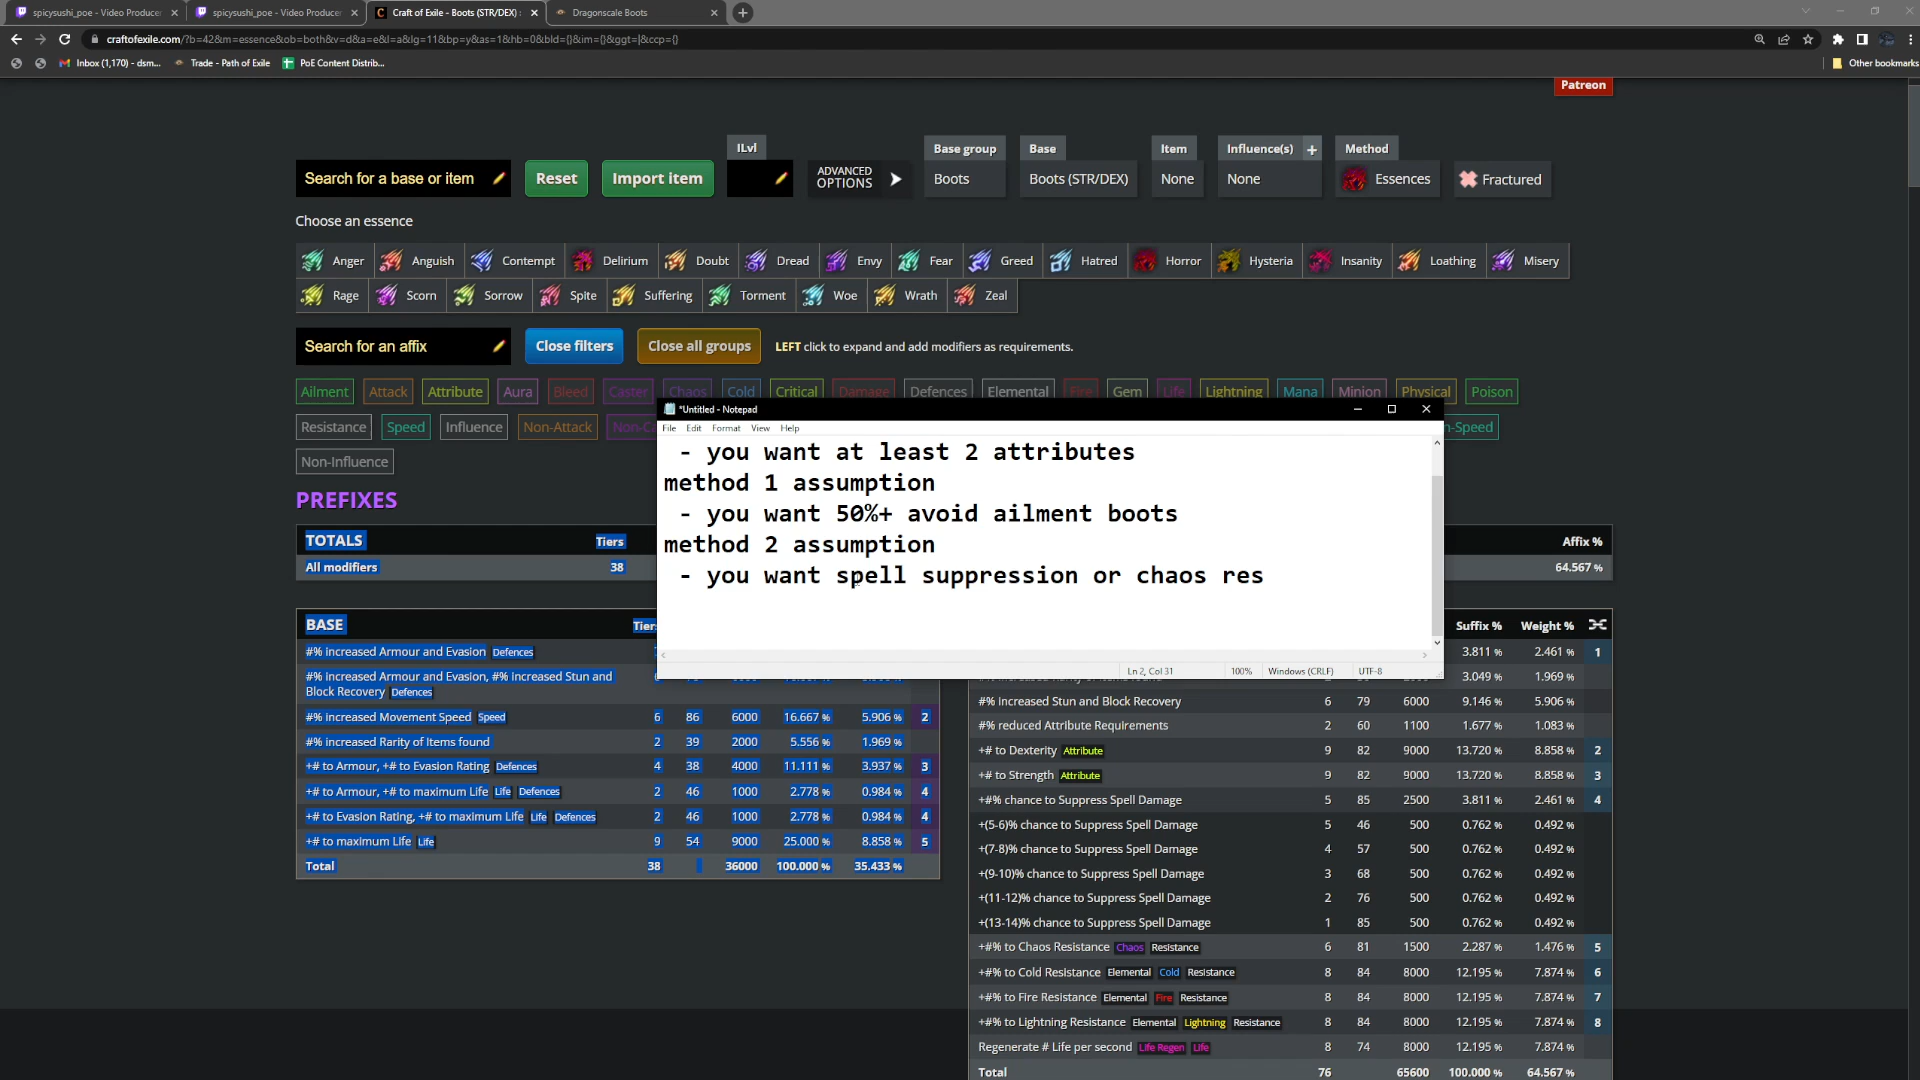 spicysushi_poe - Video Producer
spicysushi_poe - Video Producer
Craft of Exile - Boots (STR/DEX) :
Dragonscale Boots
craftofexile.com/?b=42&m=essence&ob=both&v=d&a=e&l=a&lg=11&bp=y&as=1&hb=0&bld={}&im={}&ggt=|&ccp={}
Inbox (1,170) - dsm...
Trade - Path of Exile
PoE Content Distrib...
Other bookmarks
Patreon
ILvl
Base group
Base
Item
Influence(s) +
Method
Search for a base or item
Reset
Import item
ADVANCED OPTIONS
Boots
Boots (STR/DEX)
None
None
Essences
Fractured
Choose an essence
Anger Anguish Contempt Delirium Doubt Dread Envy Fear Greed Hatred Horror Hysteria Insanity Loathing Misery
Rage Scorn Sorrow Spite Suffering Torment Woe Wrath Zeal
Search for an affix
Close filters
Close all groups
LEFT click to expand and add modifiers as requirements.
Ailment Attack Attribute Aura Bleed Caster Chaos Cold Critical Damage Defences Elemental Fire Gem Life Lightning Mana Minion Physical Poison
Resistance Speed Influence Non-Attack
Non-Influence
*Untitled - Notepad
File Edit Format View Help
- you want at least 2 attributes
method 1 assumption
- you want 50%+ avoid ailment boots
method 2 assumption
- you want spell suppression or chaos res
Ln 2, Col 31 100% Windows (CRLF) UTF-8
PREFIXES
TOTALS Tiers
All modifiers 38
Affix %
64.567 %
BASE
#% increased Armour and Evasion Defences
#% increased Armour and Evasion, #% increased Stun and
Block Recovery Defences
#% increased Movement Speed Speed 6 86 6000 16.667 % 5.906 % 2
#% increased Rarity of Items found 2 39 2000 5.556 % 1.969 %
+# to Armour, +# to Evasion Rating Defences 4 38 4000 11.111 % 3.937 % 3
+# to Armour, +# to maximum Life Life Defences 2 46 1000 2.778 % 0.984 % 4
+# to Evasion Rating, +# to maximum Life Life Defences 2 46 1000 2.778 % 0.984 % 4
+# to maximum Life Life 9 54 9000 25.000 % 8.858 % 5
Total 38 36000 100.000 % 35.433 %
Suffix % Weight %
3.811 % 2.461 % 1
3.049 % 1.969 %
#% increased Stun and Block Recovery 6 79 6000 9.146 % 5.906 %
#% reduced Attribute Requirements 2 60 1100 1.677 % 1.083 %
+# to Dexterity Attribute 9 82 9000 13.720 % 8.858 % 2
+# to Strength Attribute 9 82 9000 13.720 % 8.858 % 3
+#% chance to Suppress Spell Damage 5 85 2500 3.811 % 2.461 % 4
+(5-6)% chance to Suppress Spell Damage 5 46 500 0.762 % 0.492 %
+(7-8)% chance to Suppress Spell Damage 4 57 500 0.762 % 0.492 %
+(9-10)% chance to Suppress Spell Damage 3 68 500 0.762 % 0.492 %
+(11-12)% chance to Suppress Spell Damage 2 76 500 0.762 % 0.492 %
+(13-14)% chance to Suppress Spell Damage 1 85 500 0.762 % 0.492 %
+#% to Chaos Resistance Chaos Resistance 6 81 1500 2.287 % 1.476 % 5
+#% to Cold Resistance Elemental Cold Resistance 8 84 8000 12.195 % 7.874 % 6
+#% to Fire Resistance Elemental Fire Resistance 8 84 8000 12.195 % 7.874 % 7
+#% to Lightning Resistance Elemental Lightning Resistance 8 84 8000 12.195 % 7.874 % 8
Regenerate # Life per second Life Regen Life 8 74 8000 12.195 % 7.874 %
Total 76 65600 100.000 % 64.567 %